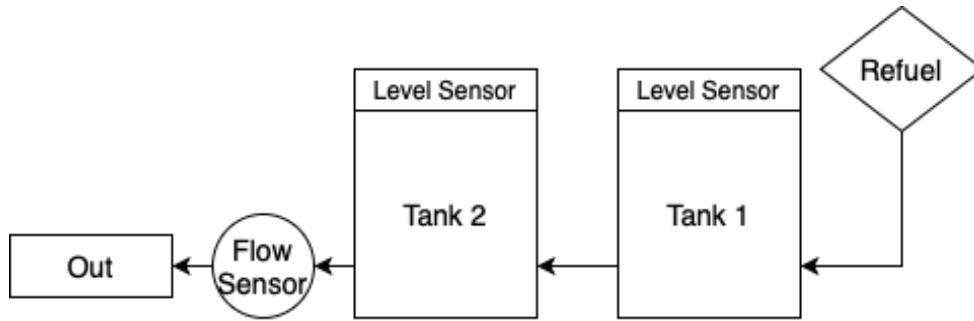 Refuel
Level Sensor
Level Sensor
Tank 2
Tank 1
Flow
Sensor
Out